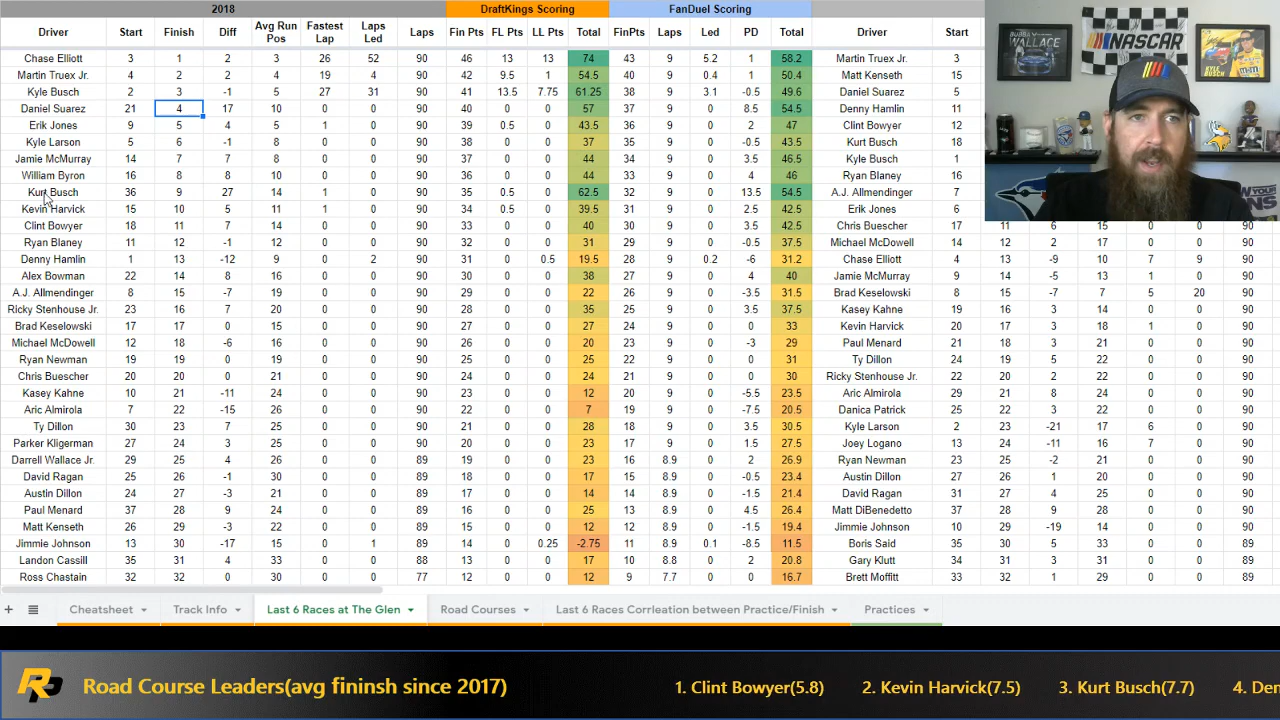 2018 DraftKings Scoring FanDuel Scoring
Driver Start Finish Diff Avg Run Pos Fastest Lap Laps Led Laps Fin Pts FL Pts LL Pts Total FinPts Laps Led PD Total Driver Start
Chase Elliott 3 1 2 3 26 52 90 46 13 13 74 43 9 5.2 1 58.2 Martin Truex Jr. 3
Martin Truex Jr. 4 2 2 4 19 4 90 42 9.5 1 54.5 40 9 0.4 1 50.4 Matt Kenseth 15
Kyle Busch 2 3 -1 5 27 31 90 41 13.5 7.75 61.25 38 9 3.1 -0.5 49.6 Daniel Suarez 5
Daniel Suarez 21 4 17 10 0 0 90 40 0 0 57 37 9 0 8.5 54.5 Denny Hamlin 11
Erik Jones 9 5 4 5 1 0 90 39 0.5 0 43.5 36 9 0 2 47 Clint Bowyer 12
Kyle Larson 5 6 -1 8 0 0 90 38 0 0 37 35 9 0 -0.5 43.5 Kurt Busch 18
Jamie McMurray 14 7 7 8 0 0 90 37 0 0 44 34 9 0 3.5 46.5 Kyle Busch 1
William Byron 16 8 8 10 0 0 90 36 0 0 44 33 9 0 4 46 Ryan Blaney 16
Kurt Busch 36 9 27 14 1 0 90 35 0.5 0 62.5 32 9 0 13.5 54.5 A.J. Allmendinger 7
Kevin Harvick 15 10 5 11 1 0 90 34 0.5 0 39.5 31 9 0 2.5 42.5 Erik Jones 6
Clint Bowyer 18 11 7 14 0 0 90 33 0 0 40 30 9 0 3.5 42.5 Chris Buescher 17 11 6 15 0 0 90
Ryan Blaney 11 12 -1 12 0 0 90 32 0 0 31 29 9 0 -0.5 37.5 Michael McDowell 14 12 2 17 0 0 90
Denny Hamlin 1 13 -12 9 0 2 90 31 0 0.5 19.5 28 9 0.2 -6 31.2 Chase Elliott 4 13 -9 10 7 9 90
Alex Bowman 22 14 8 16 0 0 90 30 0 0 38 27 9 0 4 40 Jamie McMurray 9 14 -5 13 1 0 90
A.J. Allmendinger 8 15 -7 12 0 0 90 29 0 0 22 26 9 0 -3.5 31.5 Brad Keselowski 8 15 -7 7 5 20 90
Ricky Stenhouse Jr. 23 16 7 20 0 0 90 28 0 0 35 25 9 0 3.5 37.5 Kasey Kahne 19 16 3 14 0 0 90
Brad Keselowski 17 17 0 15 0 0 90 27 0 0 27 24 9 0 0 33 Kevin Harvick 20 17 3 18 1 0 90
Michael McDowell 12 18 -6 16 0 0 90 26 0 0 20 23 9 0 -3 29 Paul Menard 21 18 3 21 0 0 90
Ryan Newman 19 19 0 19 0 0 90 25 0 0 25 22 9 0 0 31 Ty Dillon 24 19 5 22 0 0 90
Chris Buescher 20 20 0 21 0 0 90 24 0 0 24 21 9 0 0 30 Ricky Stenhouse Jr. 22 20 2 22 0 0 90
Kasey Kahne 10 21 -11 24 0 0 90 23 0 0 12 20 9 0 -5.5 23.5 Aric Almirola 29 21 8 24 0 0 90
Aric Almirola 7 22 -15 26 0 0 90 22 0 0 7 19 9 0 -7.5 20.5 Danica Patrick 25 22 3 22 0 0 90
Ty Dillon 30 23 7 25 0 0 90 21 0 0 28 18 9 0 3.5 30.5 Kyle Larson 2 23 -21 17 6 0 90
Parker Kligerman 27 24 3 25 0 0 90 20 0 0 23 17 9 0 1.5 27.5 Joey Logano 13 24 -11 16 7 0 90
Darrell Wallace Jr. 29 25 4 26 0 0 89 19 0 0 23 16 8.9 0 2 26.9 Ryan Newman 23 25 -2 21 0 0 90
David Ragan 25 26 -1 30 0 0 89 18 0 0 17 15 8.9 0 -0.5 23.4 Austin Dillon 27 26 1 20 0 0 90
Austin Dillon 24 27 -3 21 0 0 89 17 0 0 14 14 8.9 0 -1.5 21.4 David Ragan 31 27 4 25 0 0 90
Paul Menard 37 28 9 24 0 0 89 16 0 0 25 13 8.9 0 4.5 26.4 Matt DiBenedetto 37 28 9 28 0 0 90
Matt Kenseth 26 29 -3 22 0 0 89 15 0 0 12 12 8.9 0 -1.5 19.4 Jimmie Johnson 10 29 -19 14 0 0 90
Jimmie Johnson 13 30 -17 15 0 1 89 14 0 0.25 -2.75 11 8.9 0.1 -8.5 11.5 Boris Said 35 30 5 33 0 0 89
Landon Cassill 35 31 4 33 0 0 88 13 0 0 17 10 8.8 0 2 20.8 Gary Klutt 34 31 3 31 0 0 89
Ross Chastain 32 32 0 30 0 0 77 12 0 0 12 9 7.7 0 0 16.7 Brett Moffitt 33 32 1 29 0 0 89
BUBBA WALLACE
NASCAR
KYLE BUSCH
+ Cheatsheet Track Info Last 6 Races at The Glen Road Courses Last 6 Races Corrleation between Practice/Finish Practices
Road Course Leaders(avg fininsh since 2017) 1. Clint Bowyer(5.8) 2. Kevin Harvick(7.5) 3. Kurt Busch(7.7) 4. Den